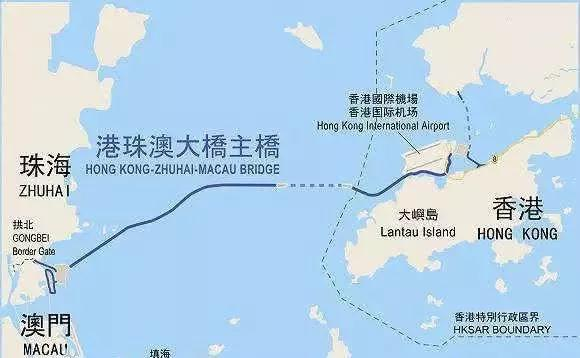 香港國際機場
香港国际机场
Hong Kong International Airport
港珠澳大橋主橋
HONG KONG-ZHUHAI-MACAU BRIDGE
珠海
ZHUHAI
8
大嶼島
Lantau Island
香港
HONG KONG
拱北
GONGBEI
Border Gate
澳門
MACAU
填海
香港特別行政區界
HKSAR BOUNDARY